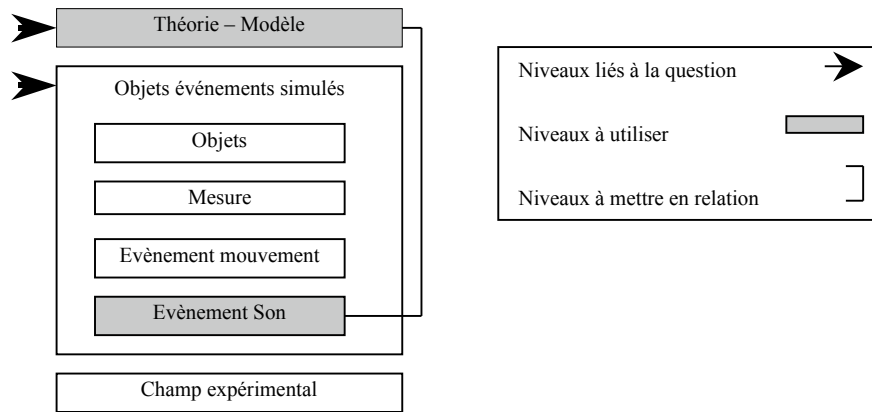 Théorie – Modèle
Objets événements simulés
Objets
Mesure
Evènement mouvement
Evènement Son
Champ expérimental
Niveaux liés à la question
Niveaux à utiliser
Niveaux à mettre en relation